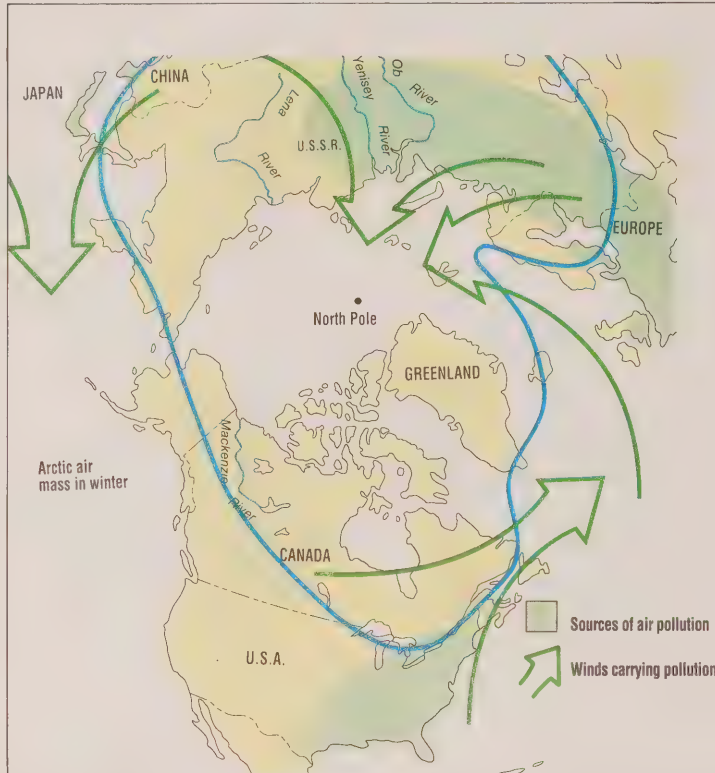 CHINA
JAPAN
Lena
River
Yenisey
River
Ob
River
U.S.S.R.
EUROPE
North Pole
GREENLAND
Mackenzie
River
Arctic air
mass in winter
CANADA
U.S.A.
Sources of air pollution
Winds carrying pollution